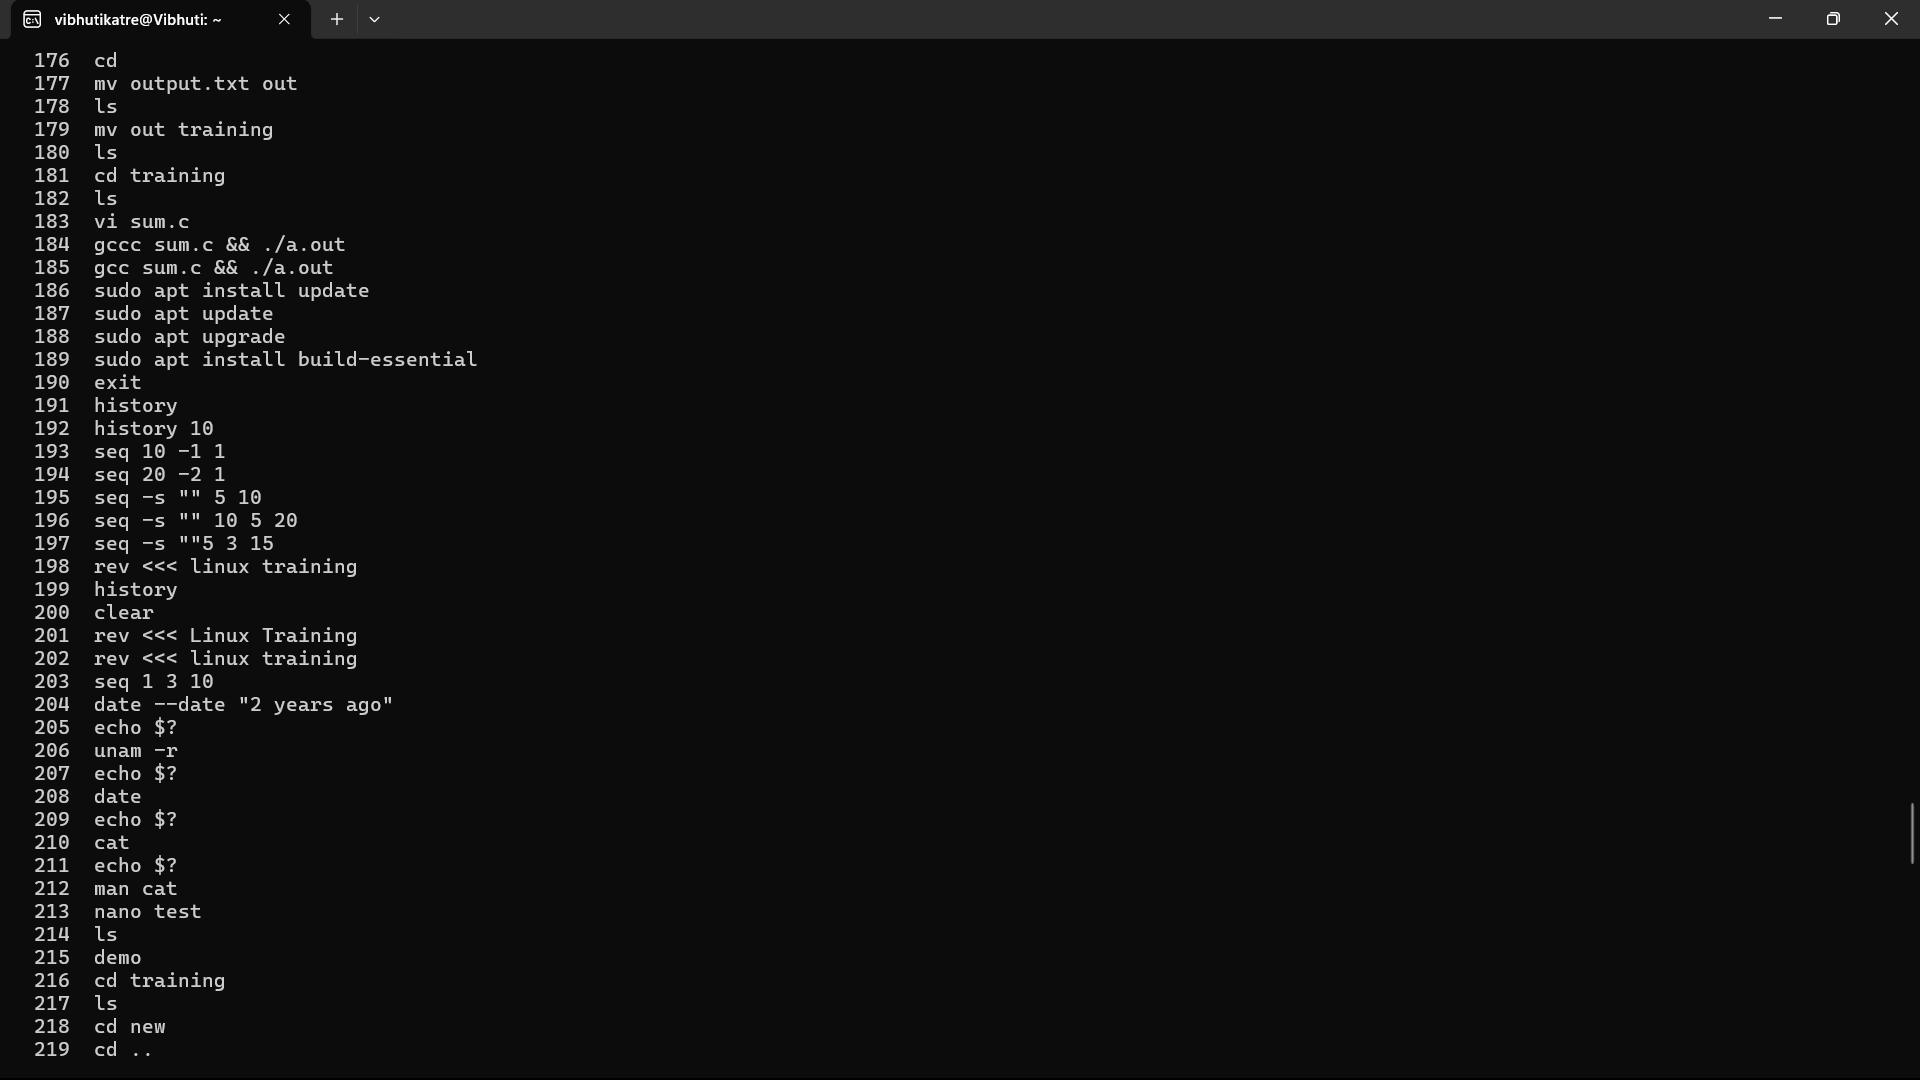 vibhutikatre@Vibhuti: ~
176 cd
177 mv output.txt out
178 ls
179 mv out training
180 ls
181 cd training
182 ls
183 vi sum.c
184 gccc sum.c && ./a.out
185 gcc sum.c && ./a.out
186 sudo apt install update
187 sudo apt update
188 sudo apt upgrade
189 sudo apt install build-essential
190 exit
191 history
192 history 10
193 seq 10 -1 1
194 seq 20 -2 1
195 seq -s "" 5 10
196 seq -s "" 10 5 20
197 seq -s ""5 3 15
198 rev <<< linux training
199 history
200 clear
201 rev <<< Linux Training
202 rev <<< linux training
203 seq 1 3 10
204 date --date "2 years ago"
205 echo $?
206 unam -r
207 echo $?
208 date
209 echo $?
210 cat
211 echo $?
212 man cat
213 nano test
214 ls
215 demo
216 cd training
217 ls
218 cd new
219 cd ..